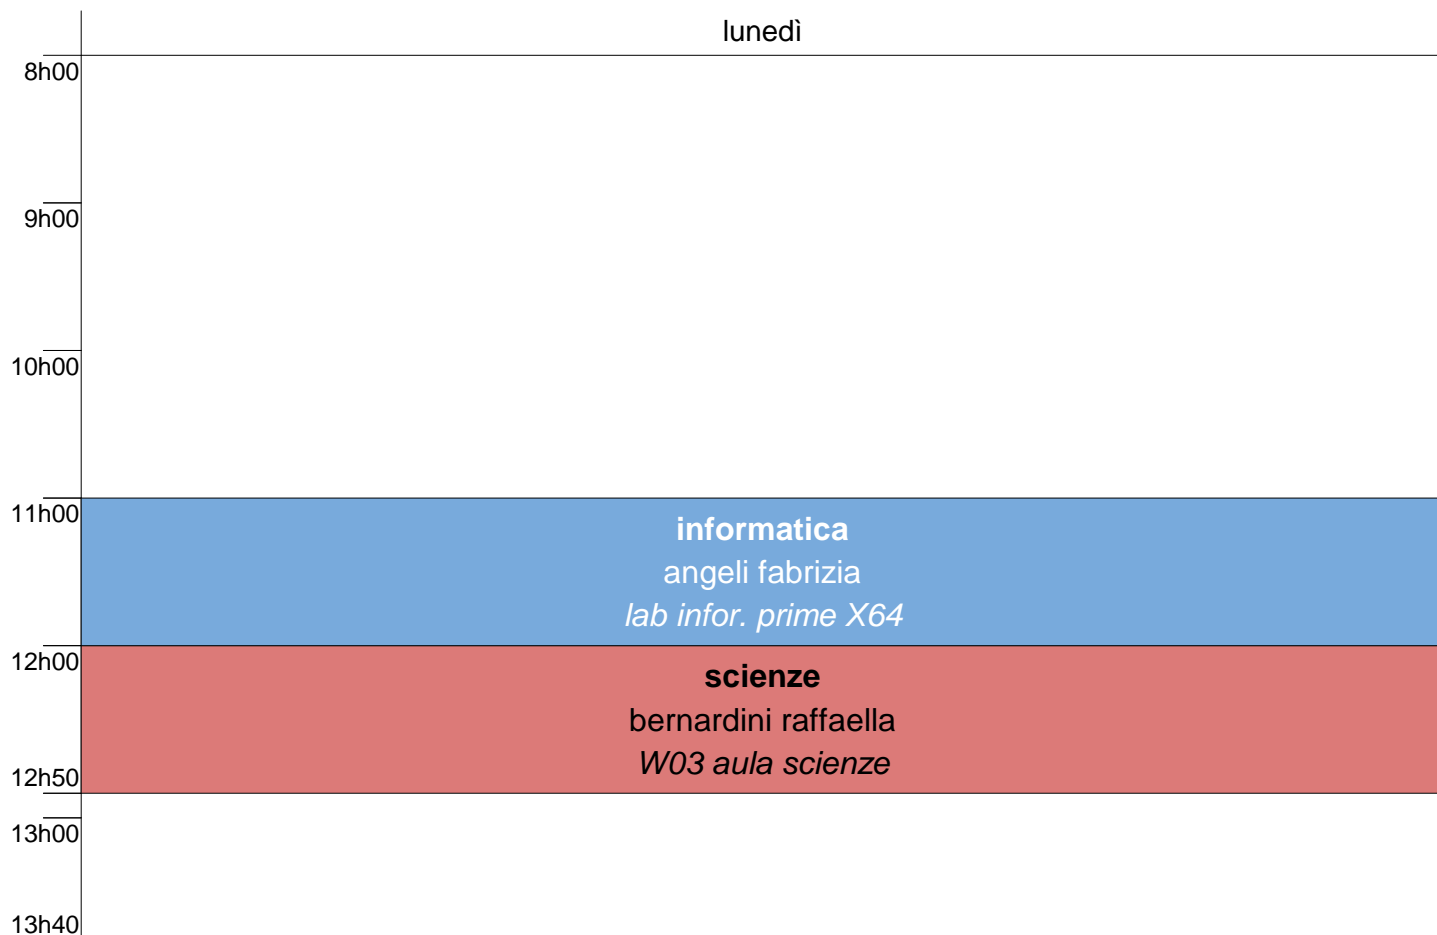 lunedì
8h00
9h00
10h00
11h00
informatica
angeli fabrizia
lab infor. prime X64
12h00
scienze
bernardini raffaella
W03 aula scienze
12h50
13h00
13h40